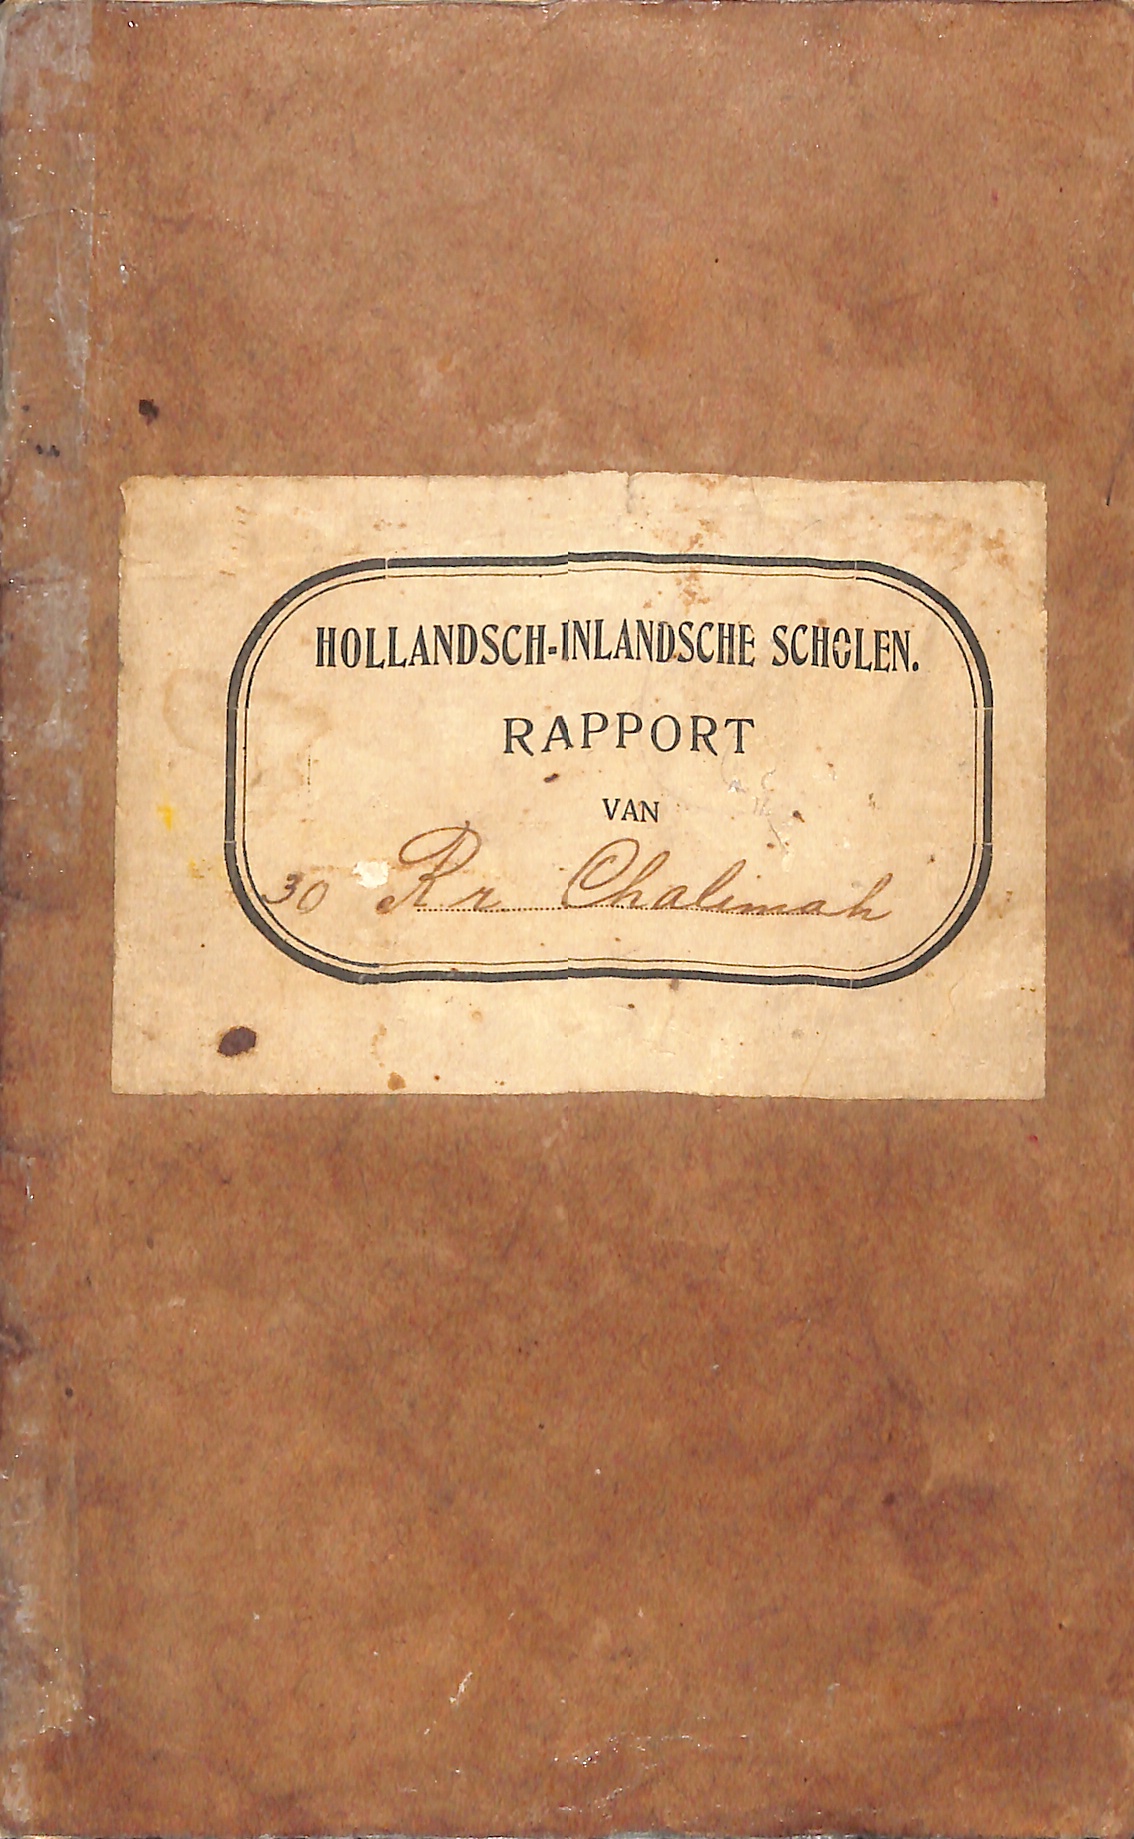 HOLLANDSCH-INLANDSCHE SCHOLEN.
RAPPORT
VAN
30 Rr. Chalimah